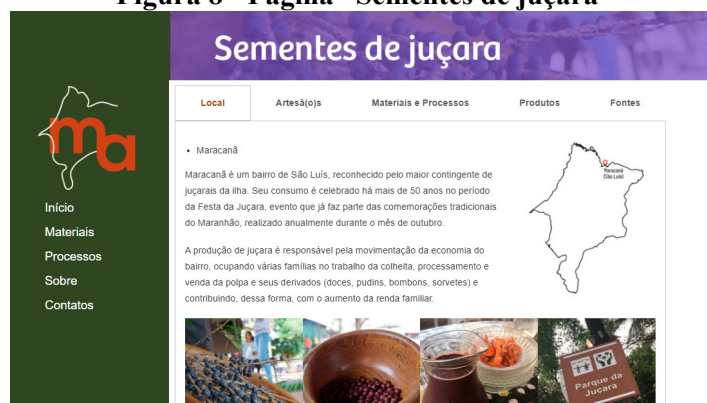 Figura 8 - Página "Sementes de juçara"
Sementes de juçara
ma
Início
Materiais
Processos
Sobre
Contatos
Local
Artesã(o)s
Materiais e Processos
Produtos
Fontes
• Maracanã
Maracanã é um bairro de São Luís, reconhecido pelo maior contingente de
juçarais da ilha. Seu consumo é celebrado há mais de 50 anos no período
da Festa da Juçara, evento que já faz parte das comemorações tradicionais
do Maranhão, realizado anualmente durante o mês de outubro.
A produção de juçara é responsável pela movimentação da economia do
bairro, ocupando várias famílias no trabalho da colheita, processamento e
venda da polpa e seus derivados (doces, pudins, bombons, sorvetes) e
contribuindo, dessa forma, com o aumento da renda familiar.
Maracanã
(São Luís)
Parque da
Juçara